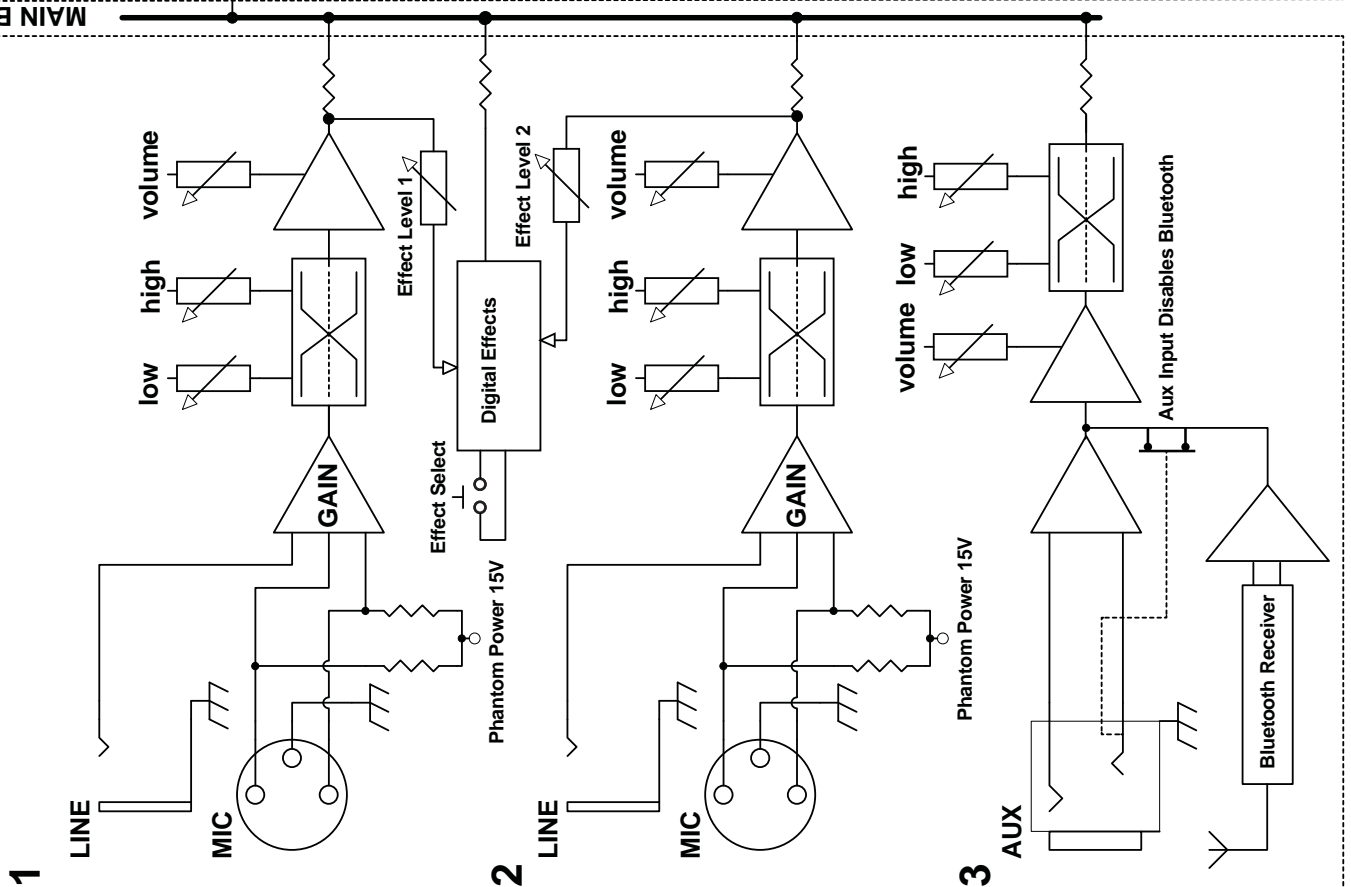 MAIN B
1
LINE
MIC
GAIN
low
high
volume
Phantom Power 15V
Effect Level 1
Effect Select
Digital Effects
Effect Level 2
2
LINE
MIC
GAIN
low
high
volume
Phantom Power 15V
3
AUX
volume
low
high
Aux Input Disables Bluetooth
Bluetooth Receiver